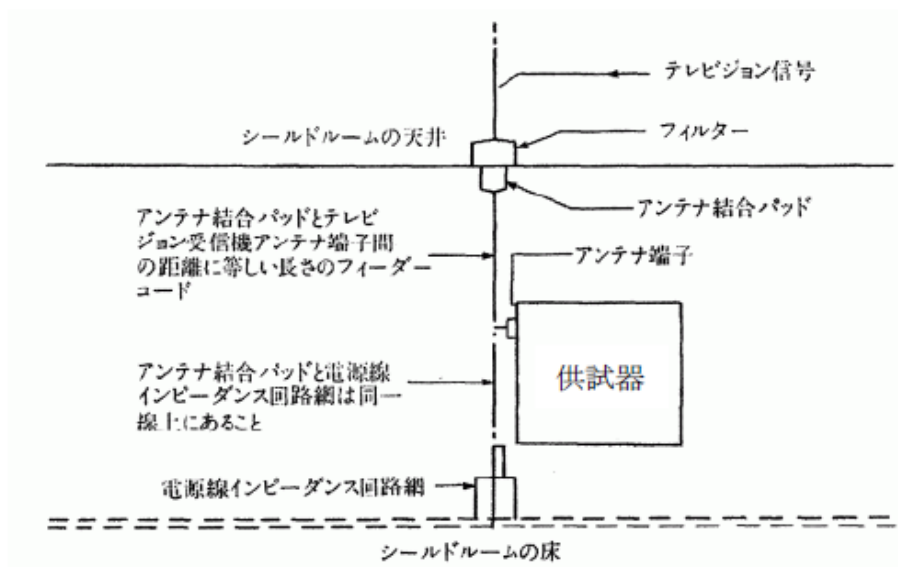 テレビジョン信号
シールドルームの天井
フィルター
アンテナ結合パッド
アンテナ結合パッドとテレビ
ジョン受信機アンテナ端子間
の距離に等しい長さのフィーダー
コード
アンテナ端子
供試器
アンテナ結合パッドと電源線
インピーダンス回路網は同一
線上にあること
電源線インピーダンス回路網
シールドルームの床